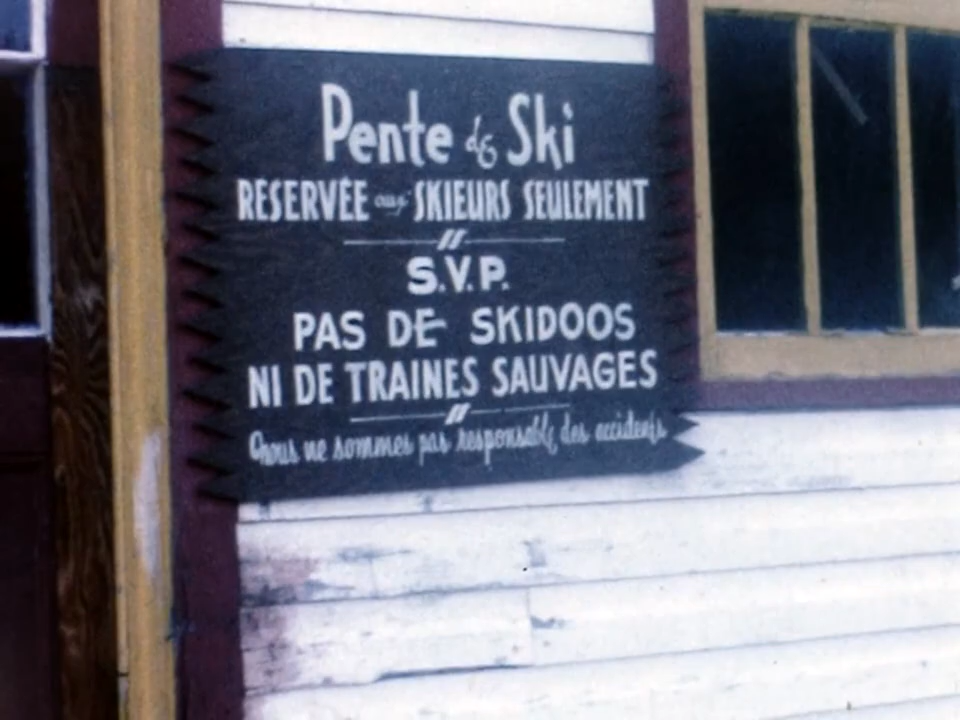 Pente de Ski
RESERVÉE aux SKIEURS SEULEMENT
S.V.P.
PAS DE SKIDOOS
NI DE TRAINES SAUVAGES
Nous ne sommes pas responsable des accidents